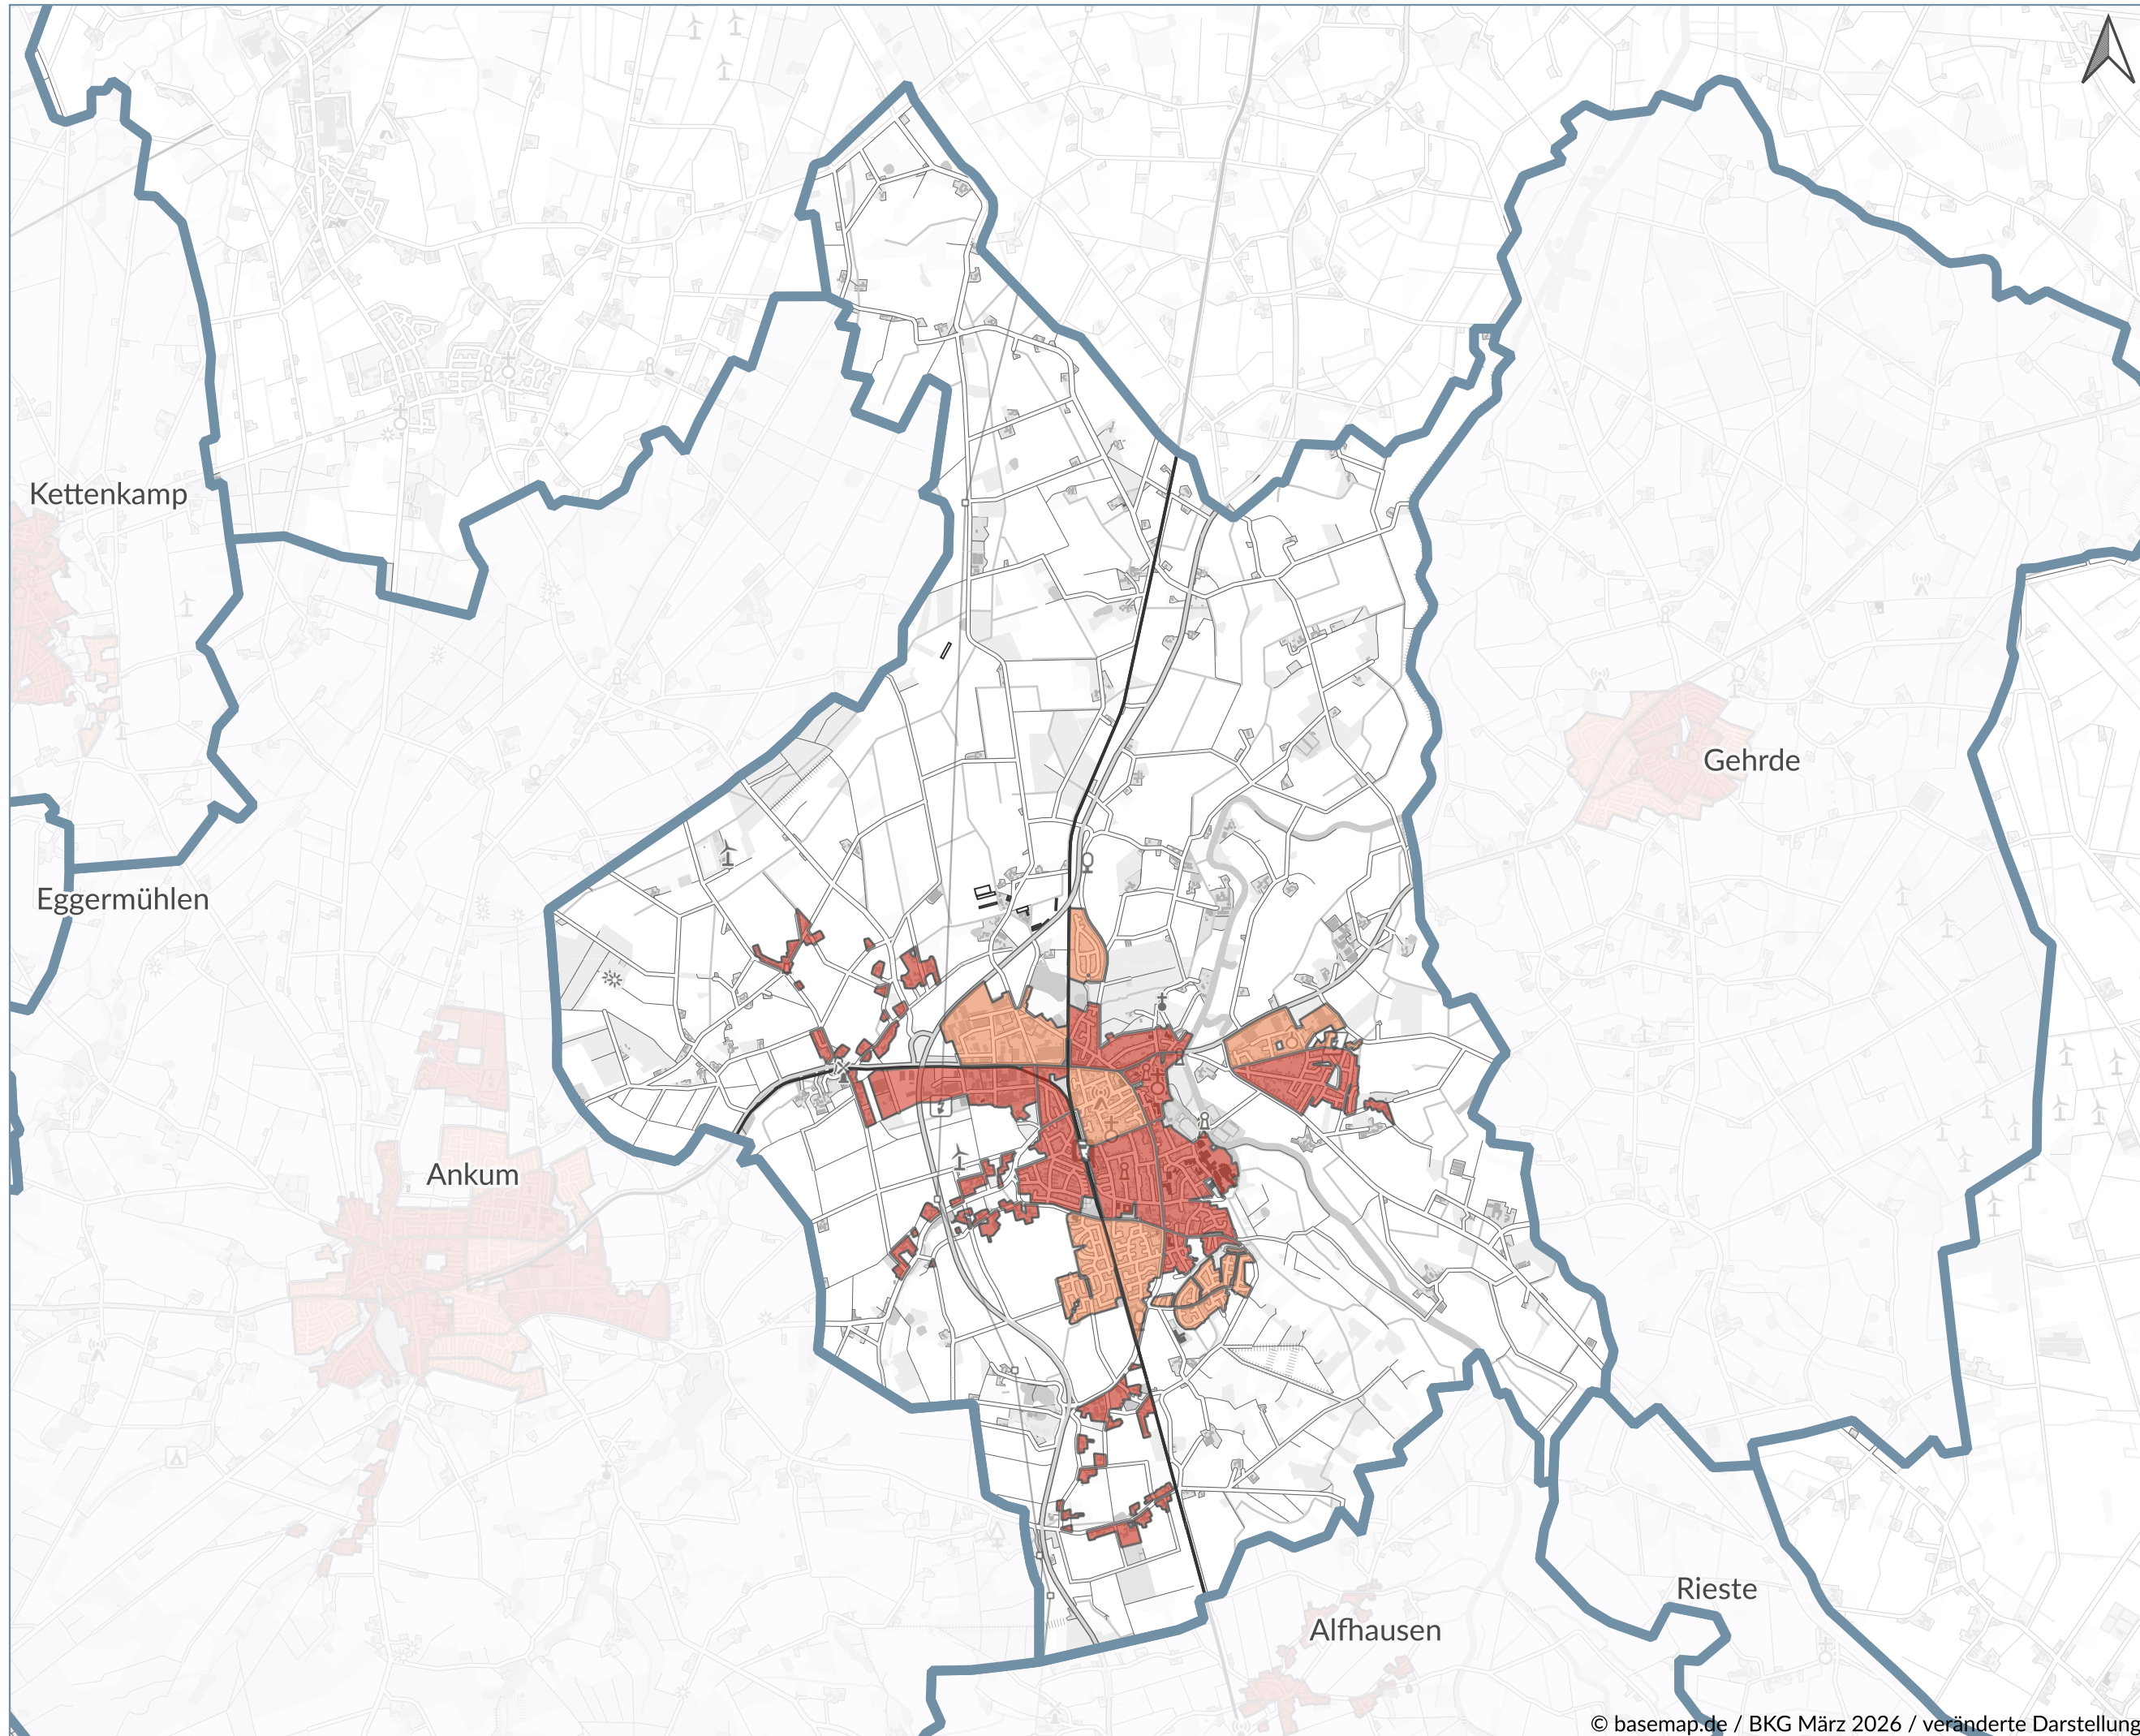 Kettenkamp
Gehrde
Eggermühlen
Ankum
Rieste
Alfhausen
© basemap.de / BKG März 2026 / veränderte Darstellung